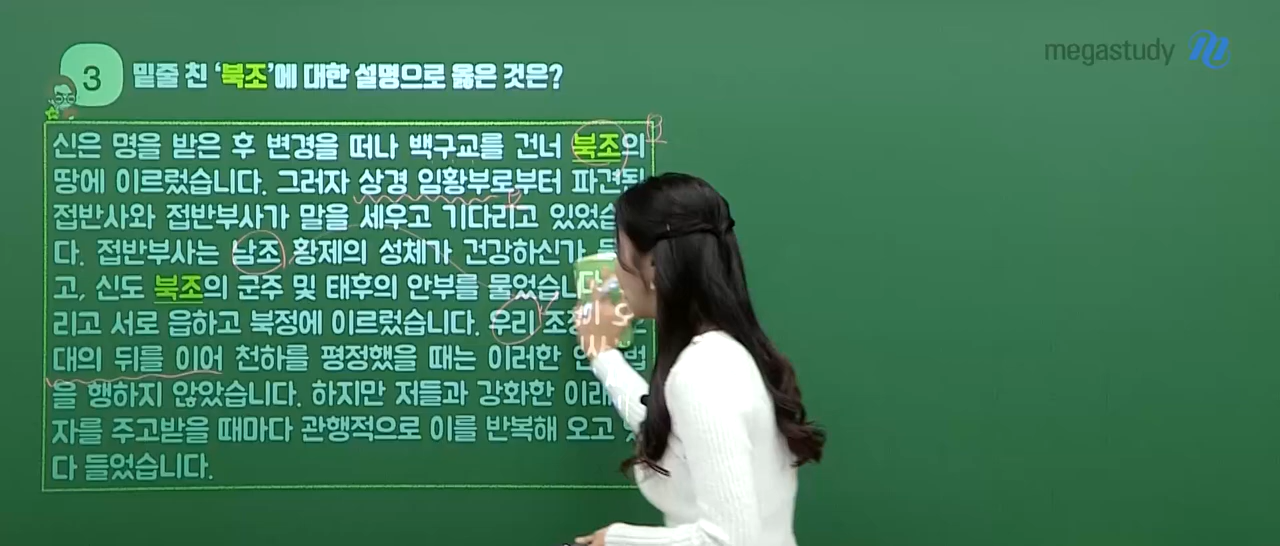 megastudy
3 밑줄 친 ‘북조’에 대한 설명으로 옳은 것은?
신은 명을 받은 후 변경을 떠나 백구교를 건너 북조의
땅에 이르렀습니다. 그러자 상경 임황부로부터 파견된
접반사와 접반부사가 말을 세우고 기다리고 있었습
다. 접반부사는 남조 황제의 성체가 건강하신가
고, 신도 북조의 군주 및 태후의 안부를 물었습니다.
리고 서로 읍하고 북정에 이르렀습니다. 우리
대의 뒤를 이어 천하를 평정했을 때는 이러한
을 행하지 않았습니다. 하지만 저들과 강화한 이래
자를 주고받을 때마다 관행적으로 이를 반복해 오고
다 들었습니다.